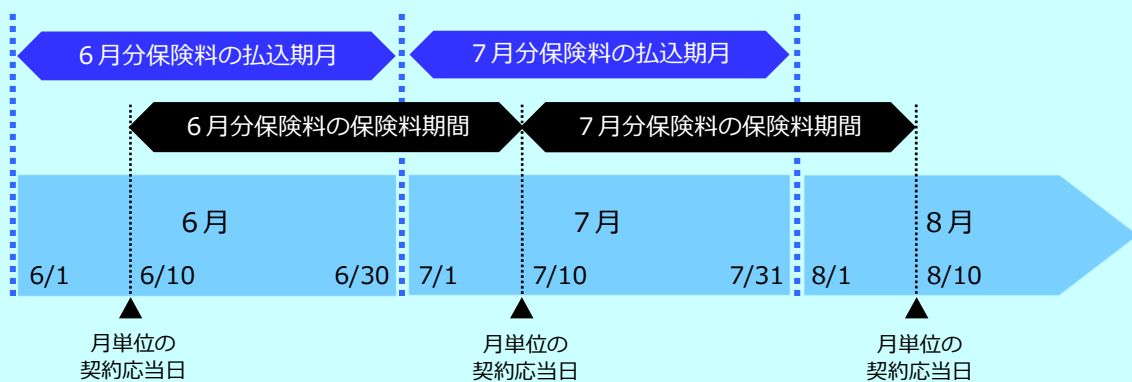 ６月分保険料の払込期月
７月分保険料の払込期月
６月分保険料の保険料期間
７月分保険料の保険料期間
６月
７月
８月
6/1
6/10
6/30
7/1
7/10
7/31
8/1
8/10
月単位の
契約応当日
月単位の
契約応当日
月単位の
契約応当日